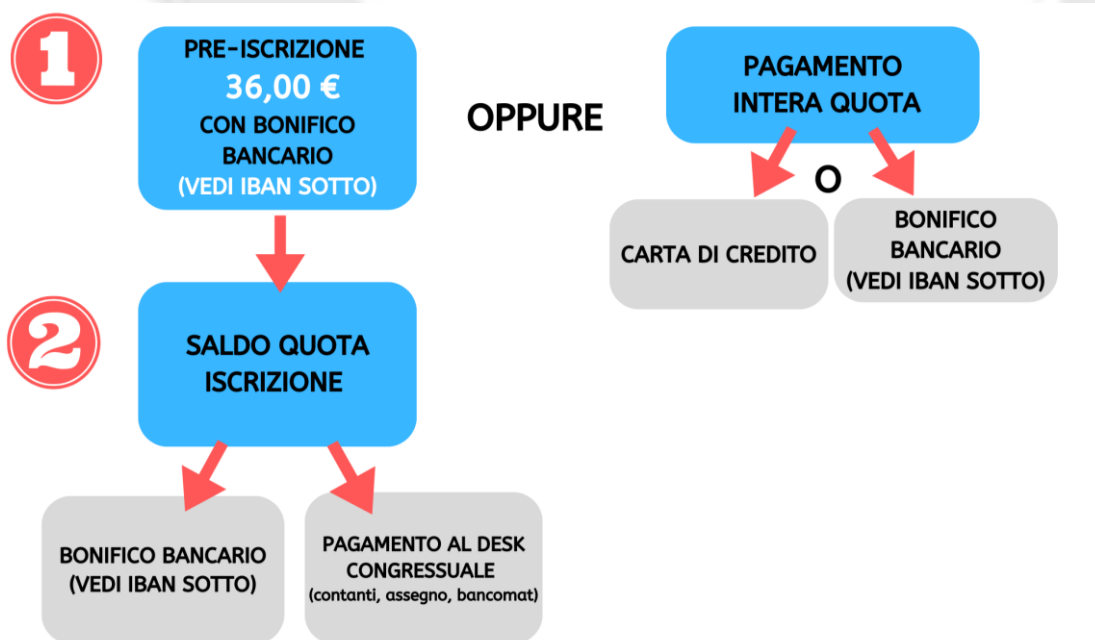 1
PRE-ISCRIZIONE
36,00 €
CON BONIFICO
BANCARIO
(VEDI IBAN SOTTO)
OPPURE
PAGAMENTO
INTERA QUOTA
O
CARTA DI CREDITO
BONIFICO
BANCARIO
(VEDI IBAN SOTTO)
2
SALDO QUOTA
ISCRIZIONE
BONIFICO BANCARIO
(VEDI IBAN SOTTO)
PAGAMENTO AL DESK
CONGRESSUALE
(contanti, assegno, bancomat)